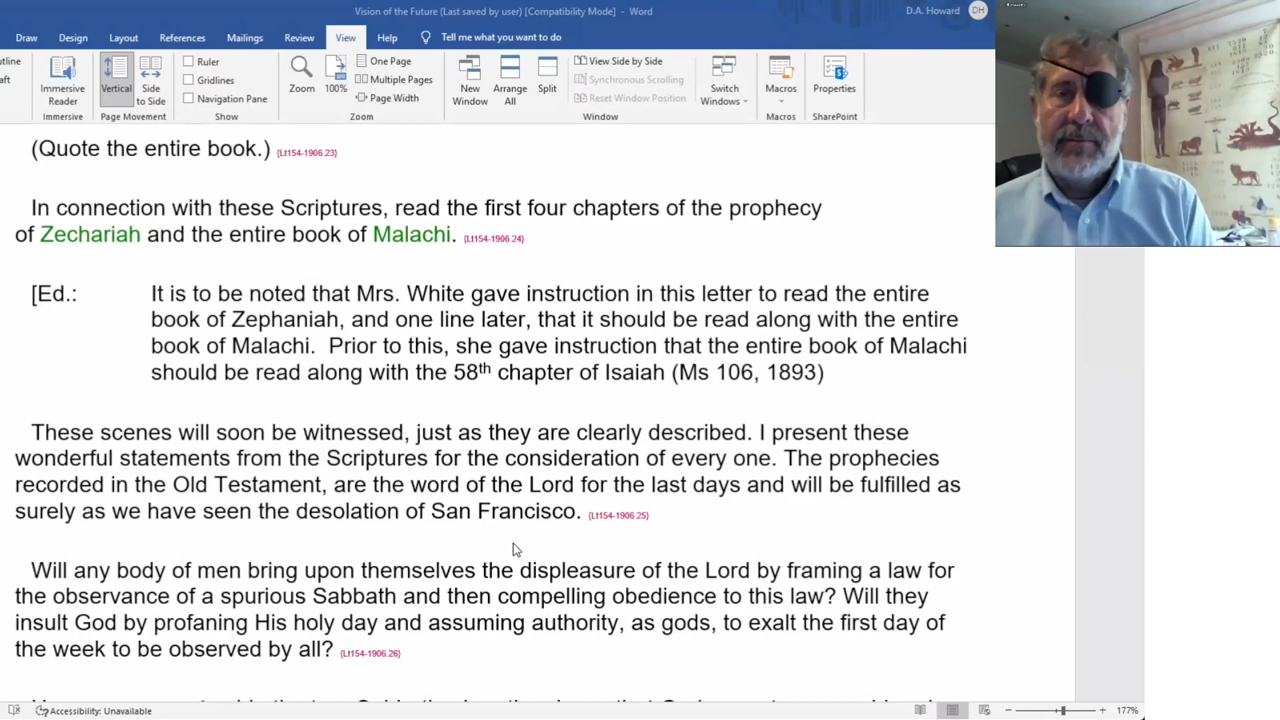 Vision of the Future (Last saved by user) [Compatibility Mode] - Word
D.A. Howard
DH
Draw Design Layout References Mailings Review View Help Tell me what you want to do
Immersive Reader
Vertical
Side to Side
Ruler
Gridlines
Navigation Pane
Zoom
100%
One Page
Multiple Pages
Page Width
New Window
Arrange All
Split
View Side by Side
Synchronous Scrolling
Reset Window Position
Switch Windows
Macros
Properties
Immersive Page Movement Show Zoom Window Macros SharePoint
(Quote the entire book.) {Lt154-1906.23}
In connection with these Scriptures, read the first four chapters of the prophecy
of Zechariah and the entire book of Malachi. {Lt154-1906.24}
[Ed.: It is to be noted that Mrs. White gave instruction in this letter to read the entire
book of Zephaniah, and one line later, that it should be read along with the entire
book of Malachi. Prior to this, she gave instruction that the entire book of Malachi
should be read along with the 58th chapter of Isaiah (Ms 106, 1893)
These scenes will soon be witnessed, just as they are clearly described. I present these
wonderful statements from the Scriptures for the consideration of every one. The prophecies
recorded in the Old Testament, are the word of the Lord for the last days and will be fulfilled as
surely as we have seen the desolation of San Francisco. {Lt154-1906.25}
Will any body of men bring upon themselves the displeasure of the Lord by framing a law for
the observance of a spurious Sabbath and then compelling obedience to this law? Will they
insult God by profaning His holy day and assuming authority, as gods, to exalt the first day of
the week to be observed by all? {Lt154-1906.26}
Accessibility: Unavailable
177%